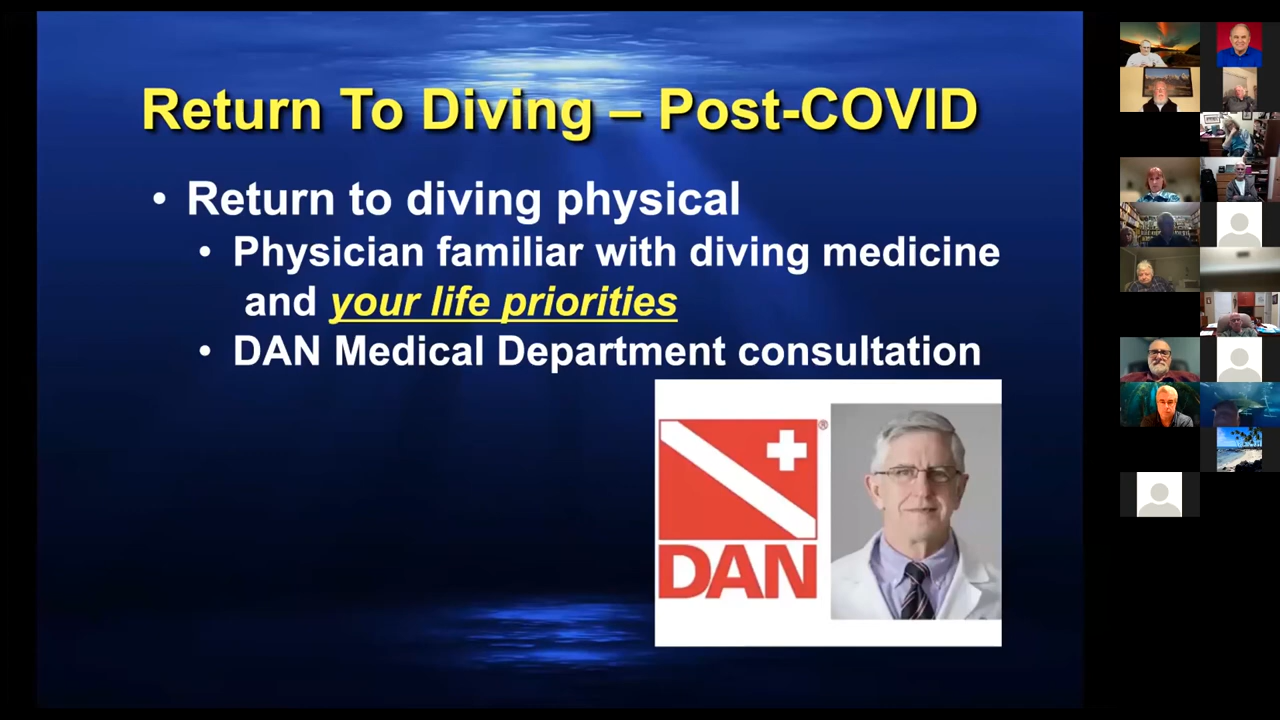 Return To Diving – Post-COVID
• Return to diving physical
• Physician familiar with diving medicine
and your life priorities
• DAN Medical Department consultation
®
DAN